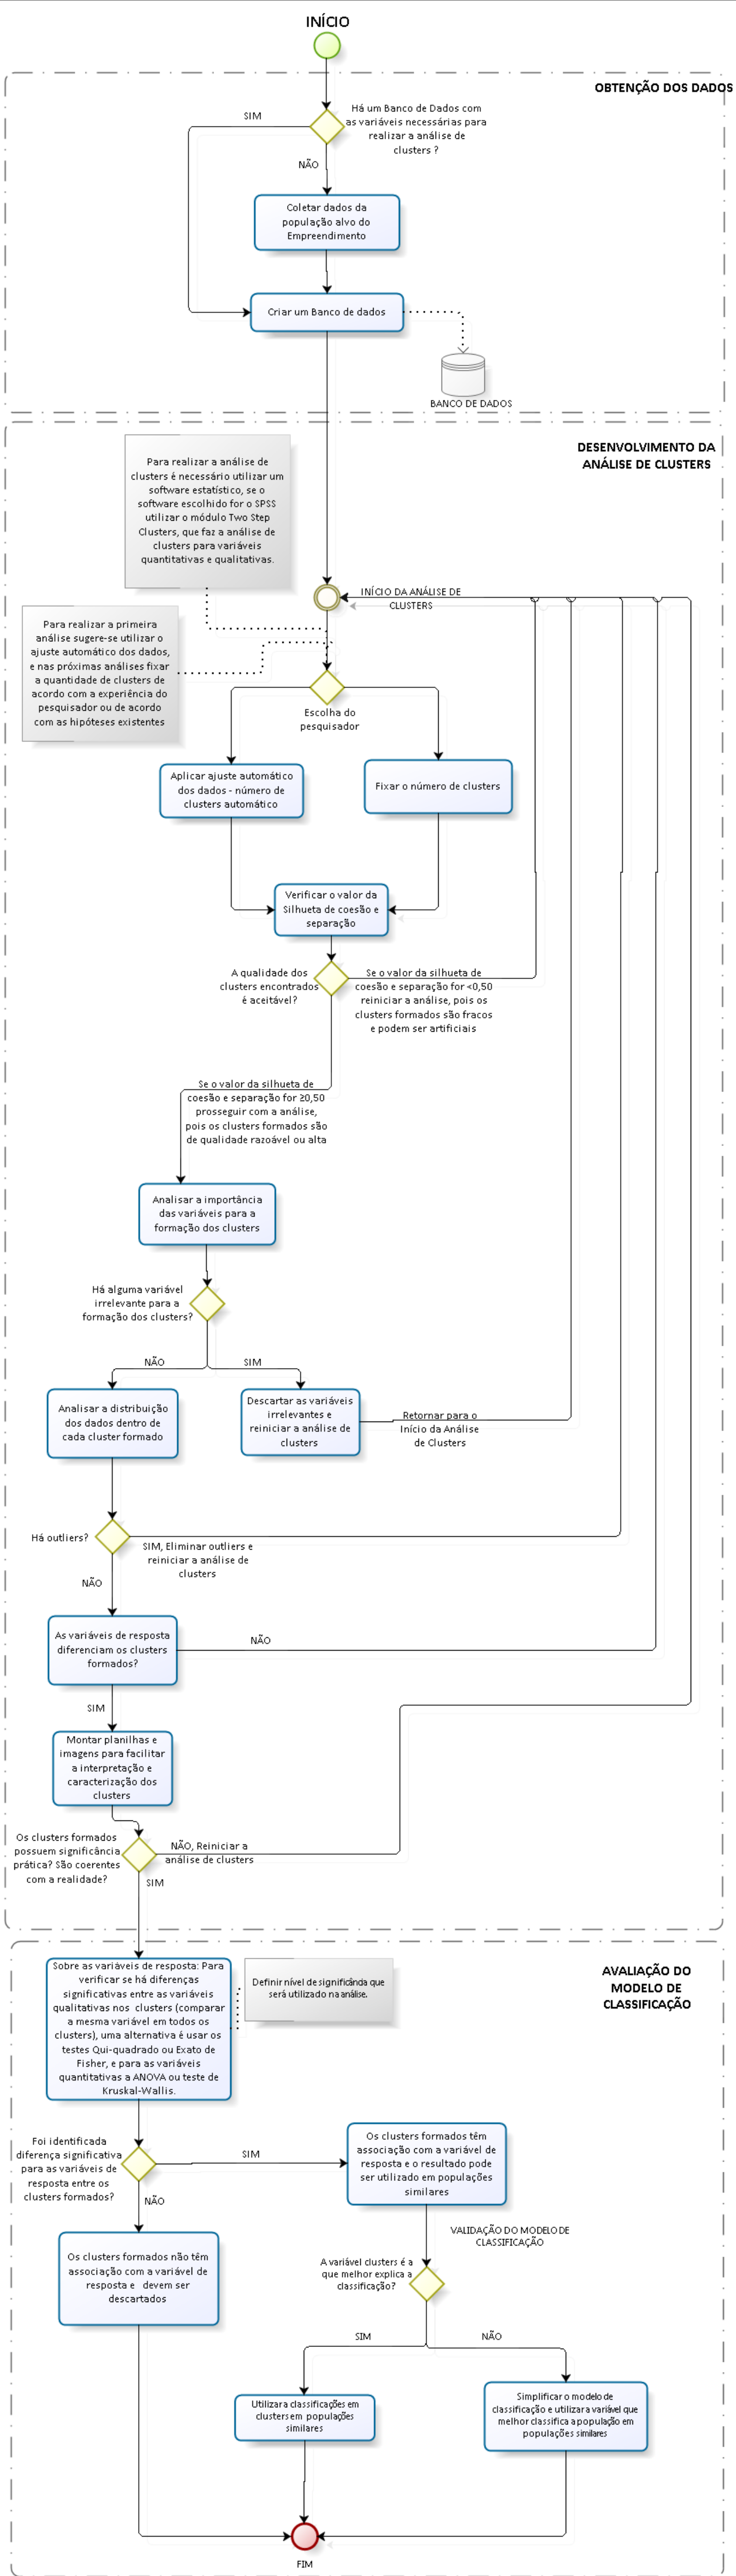 INÍCIO
OBTENÇÃO DOS DADOS
Há um Banco de Dados com
as variáveis necessárias para
realizar a análise de
clusters ?
SIM
NÃO
Coletar dados da
população alvo do
Empreendimento
Criar um Banco de dados
BANCO DE DADOS
DESENVOLVIMENTO DA
ANÁLISE DE CLUSTERS
Para realizar a análise de
clusters é necessário utilizar um
software estatístico, se o
software escolhido for o SPSS
utilizar o módulo Two Step
Clusters, que faz a análise de
clusters para variáveis
quantitativas e qualitativas.
INÍCIO DA ANÁLISE DE
CLUSTERS
Para realizar a primeira
análise sugere-se utilizar o
ajuste automático dos dados,
e nas próximas análises fixar
a quantidade de clusters de
acordo com a experiência do
pesquisador ou de acordo
com as hipóteses existentes
Escolha do
pesquisador
Aplicar ajuste automático
dos dados - número de
clusters automático
Fixar o número de clusters
Verificar o valor da
Silhueta de coesão e
separação
A qualidade dos
clusters encontrados
é aceitável?
Se o valor da silhueta de
coesão e separação for <0,50
reiniciar a análise, pois os
clusters formados são fracos
e podem ser artificiais
Se o valor da silhueta de
coesão e separação for ≥0,50
prosseguir com a análise,
pois os clusters formados são
de qualidade razoável ou alta
Analisar a importância
das variáveis para a
formação dos clusters
Há alguma variável
irrelevante para a
formação dos clusters?
NÃO
SIM
Analisar a distribuição
dos dados dentro de
cada cluster formado
Descartar as variáveis
irrelevantes e
reiniciar a análise de
clusters
Retornar para o
Início da Análise
de Clusters
Há outliers?
SIM, Eliminar outliers e
reiniciar a análise de
clusters
NÃO
As variáveis de resposta
diferenciam os clusters
formados?
NÃO
SIM
Montar planilhas e
imagens para facilitar
a interpretação e
caracterização dos
clusters
Os clusters formados
possuem significância
prática? São coerentes
com a realidade?
NÃO, Reiniciar a
análise de clusters
SIM
AVALIAÇÃO DO
MODELO DE
CLASSIFICAÇÃO
Sobre as variáveis de resposta: Para
verificar se há diferenças
significativas entre as variáveis
qualitativas nos clusters (comparar
a mesma variável em todos os
clusters), uma alternativa é usar os
testes Qui-quadrado ou Exato de
Fisher, e para as variáveis
quantitativas a ANOVA ou teste de
Kruskal-Wallis.
Definir nível de significância que
será utilizado na análise.
Foi identificada
diferença significativa
para as variáveis de
resposta entre os
clusters formados?
SIM
NÃO
Os clusters formados têm
associação com a variável de
resposta e o resultado pode
ser utilizado em populações
similares
VALIDAÇÃO DO MODELO DE
CLASSIFICAÇÃO
Os clusters formados não têm
associação com a variável de
resposta e devem ser
descartados
A variável clusters é a
que melhor explica a
classificação?
SIM
NÃO
Utilizar a classificações em
clusters em populações
similares
Simplificar o modelo de
classificação e utilizar a variável que
melhor classifica a população em
populações similares
FIM